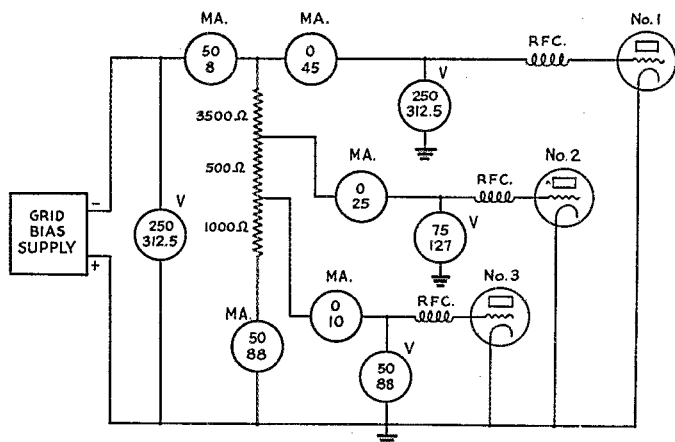 MA.
50
8
MA.
0
45
RFC.
No. 1
V
250
312.5
3500Ω
500Ω
1000Ω
MA.
0
25
RFC.
No. 2
V
75
127
GRID
BIAS
SUPPLY
-
+
V
250
312.5
MA.
50
88
MA.
0
10
RFC.
No. 3
V
50
88